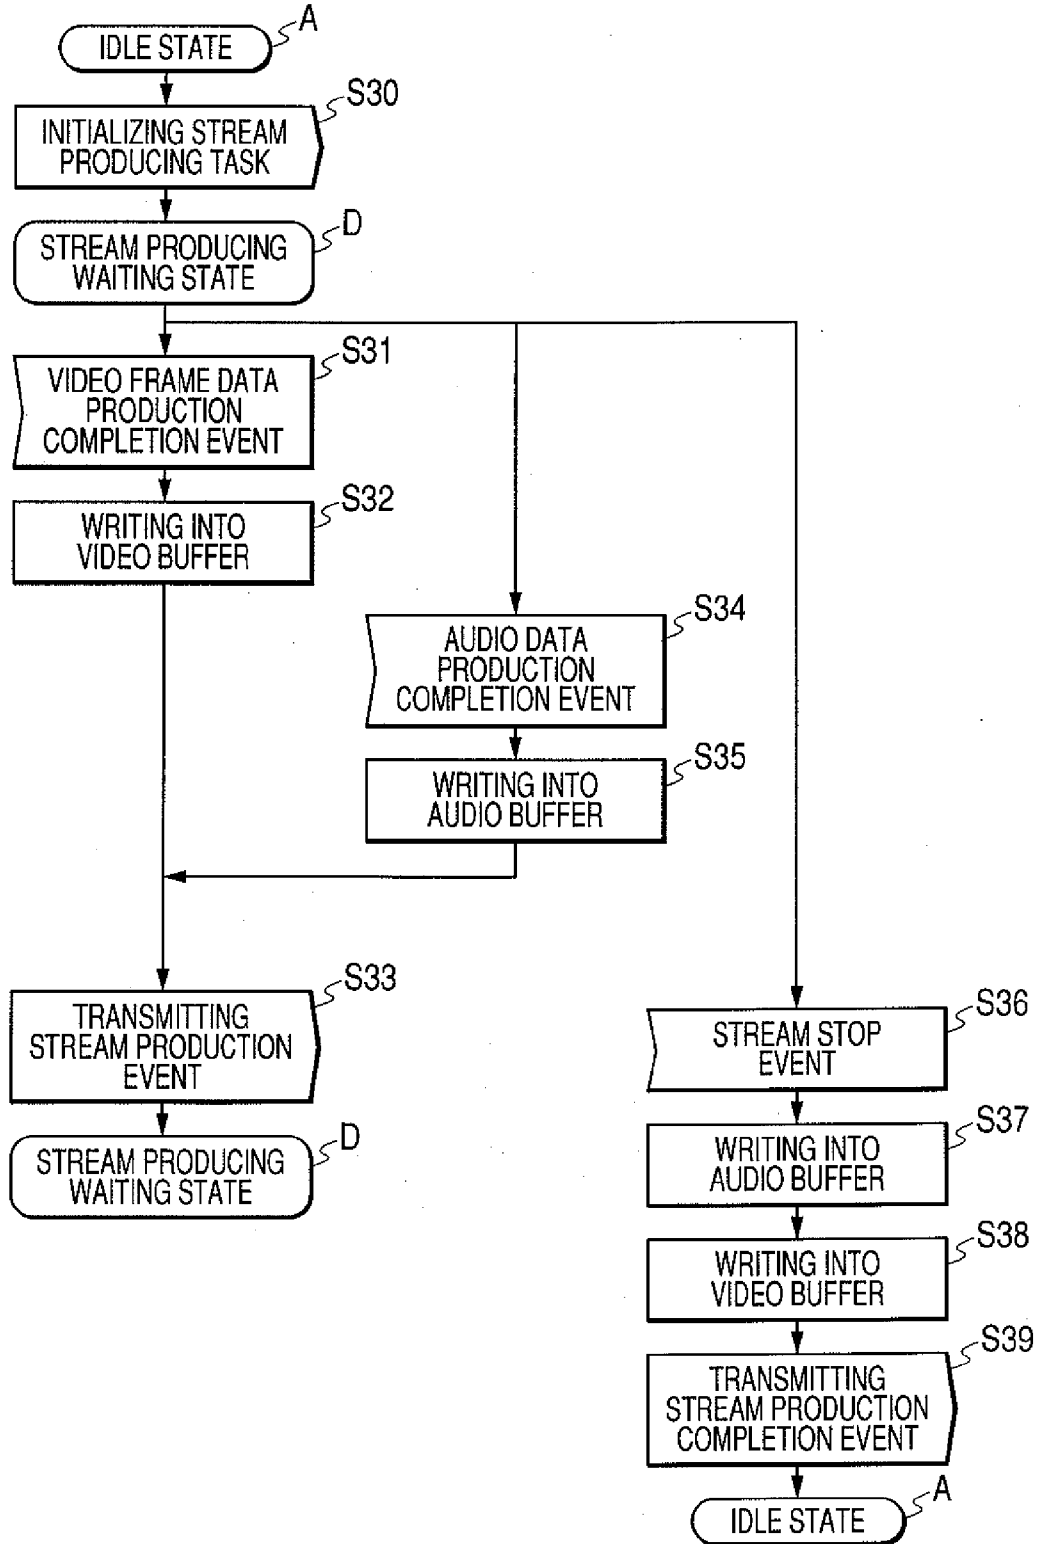 A
IDLE STATE
S30
INITIALIZING STREAM
PRODUCING TASK
D
STREAM PRODUCING
WAITING STATE
S31
VIDEO FRAME DATA
PRODUCTION
COMPLETION EVENT
S32
WRITING INTO
VIDEO BUFFER
S34
AUDIO DATA
PRODUCTION
COMPLETION EVENT
S35
WRITING INTO
AUDIO BUFFER
S33
TRANSMITTING
STREAM PRODUCTION
EVENT
D
STREAM PRODUCING
WAITING STATE
S36
STREAM STOP
EVENT
S37
WRITING INTO
AUDIO BUFFER
S38
WRITING INTO
VIDEO BUFFER
S39
TRANSMITTING
STREAM PRODUCTION
COMPLETION EVENT
A
IDLE STATE